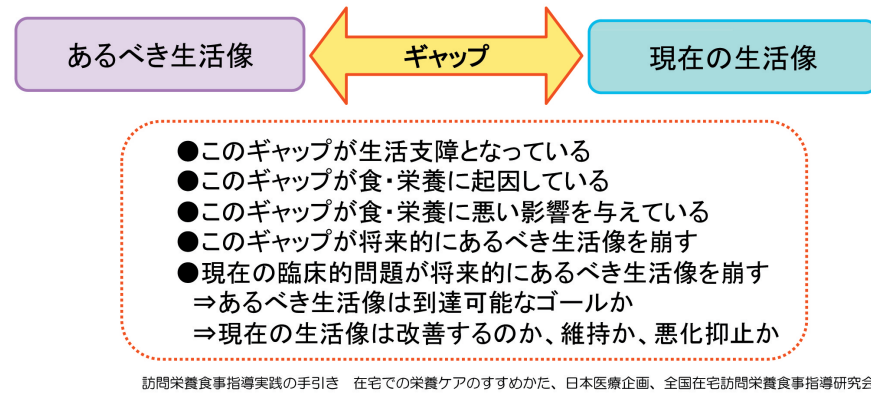 あるべき生活像
ギャップ
現在の生活像
●このギャップが生活支障となっている
●このギャップが食・栄養に起因している
●このギャップが食・栄養に悪い影響を与えている
●このギャップが将来的にあるべき生活像を崩す
●現在の臨床的問題が将来的にあるべき生活像を崩す
⇒あるべき生活像は到達可能なゴールか
⇒現在の生活像は改善するのか、維持か、悪化抑止か
訪問栄養食事指導実践の手引き 在宅での栄養ケアのすすめかた、日本医療企画、全国在宅訪問栄養食事指導研究会